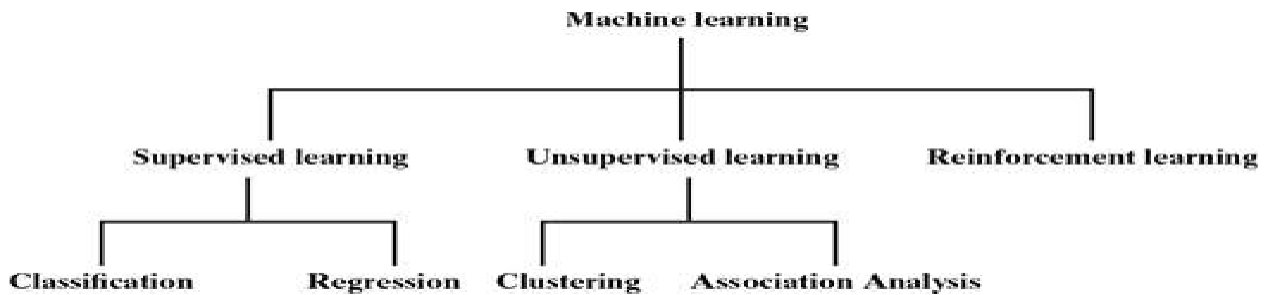 Machine learning
Supervised learning Unsupervised learning Reinforcement learning
Classification Regression Clustering Association Analysis